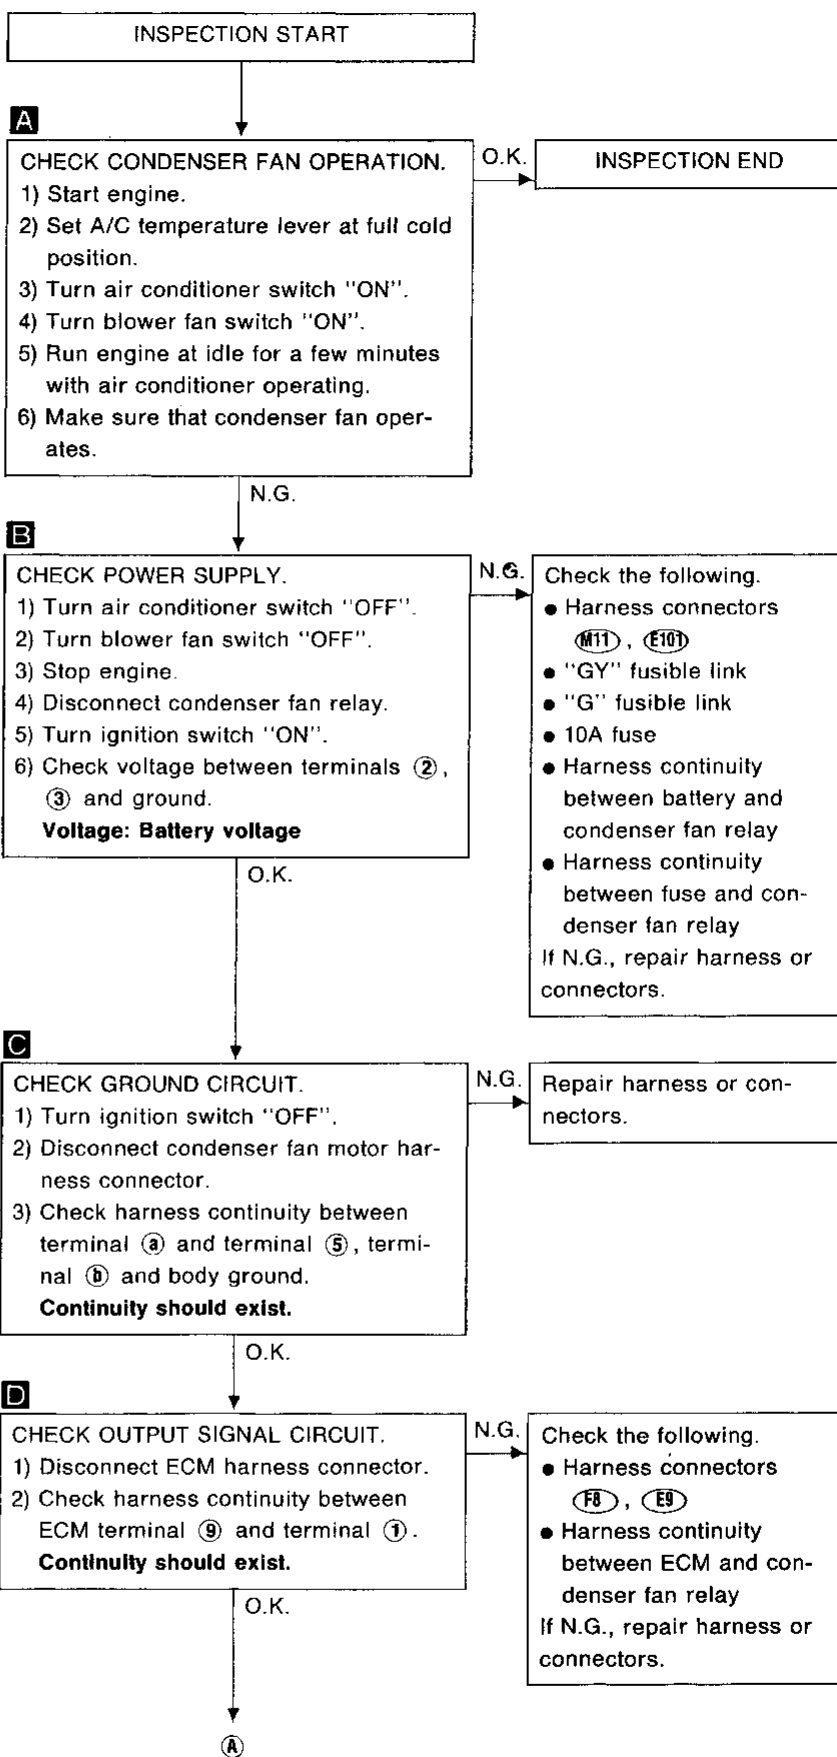 INSPECTION START
A
CHECK CONDENSER FAN OPERATION.
1) Start engine.
2) Set A/C temperature lever at full cold
position.
3) Turn air conditioner switch "ON".
4) Turn blower fan switch "ON".
5) Run engine at idle for a few minutes
with air conditioner operating.
6) Make sure that condenser fan oper-
ates.
O.K.
INSPECTION END
N.G.
B
CHECK POWER SUPPLY.
1) Turn air conditioner switch "OFF".
2) Turn blower fan switch "OFF".
3) Stop engine.
4) Disconnect condenser fan relay.
5) Turn ignition switch "ON".
6) Check voltage between terminals ②,
③ and ground.
Voltage: Battery voltage
N.G.
Check the following.
● Harness connectors
M11, E101
● "GY" fusible link
● "G" fusible link
● 10A fuse
● Harness continuity
between battery and
condenser fan relay
● Harness continuity
between fuse and con-
denser fan relay
If N.G., repair harness or
connectors.
O.K.
C
CHECK GROUND CIRCUIT.
1) Turn ignition switch "OFF".
2) Disconnect condenser fan motor har-
ness connector.
3) Check harness continuity between
terminal ⓐ and terminal ⑤, termi-
nal ⓑ and body ground.
Continuity should exist.
N.G.
Repair harness or con-
nectors.
O.K.
D
CHECK OUTPUT SIGNAL CIRCUIT.
1) Disconnect ECM harness connector.
2) Check harness continuity between
ECM terminal ⑨ and terminal ①.
Continuity should exist.
N.G.
Check the following.
● Harness connectors
F8, E9
● Harness continuity
between ECM and con-
denser fan relay
If N.G., repair harness or
connectors.
O.K.
Ⓐ